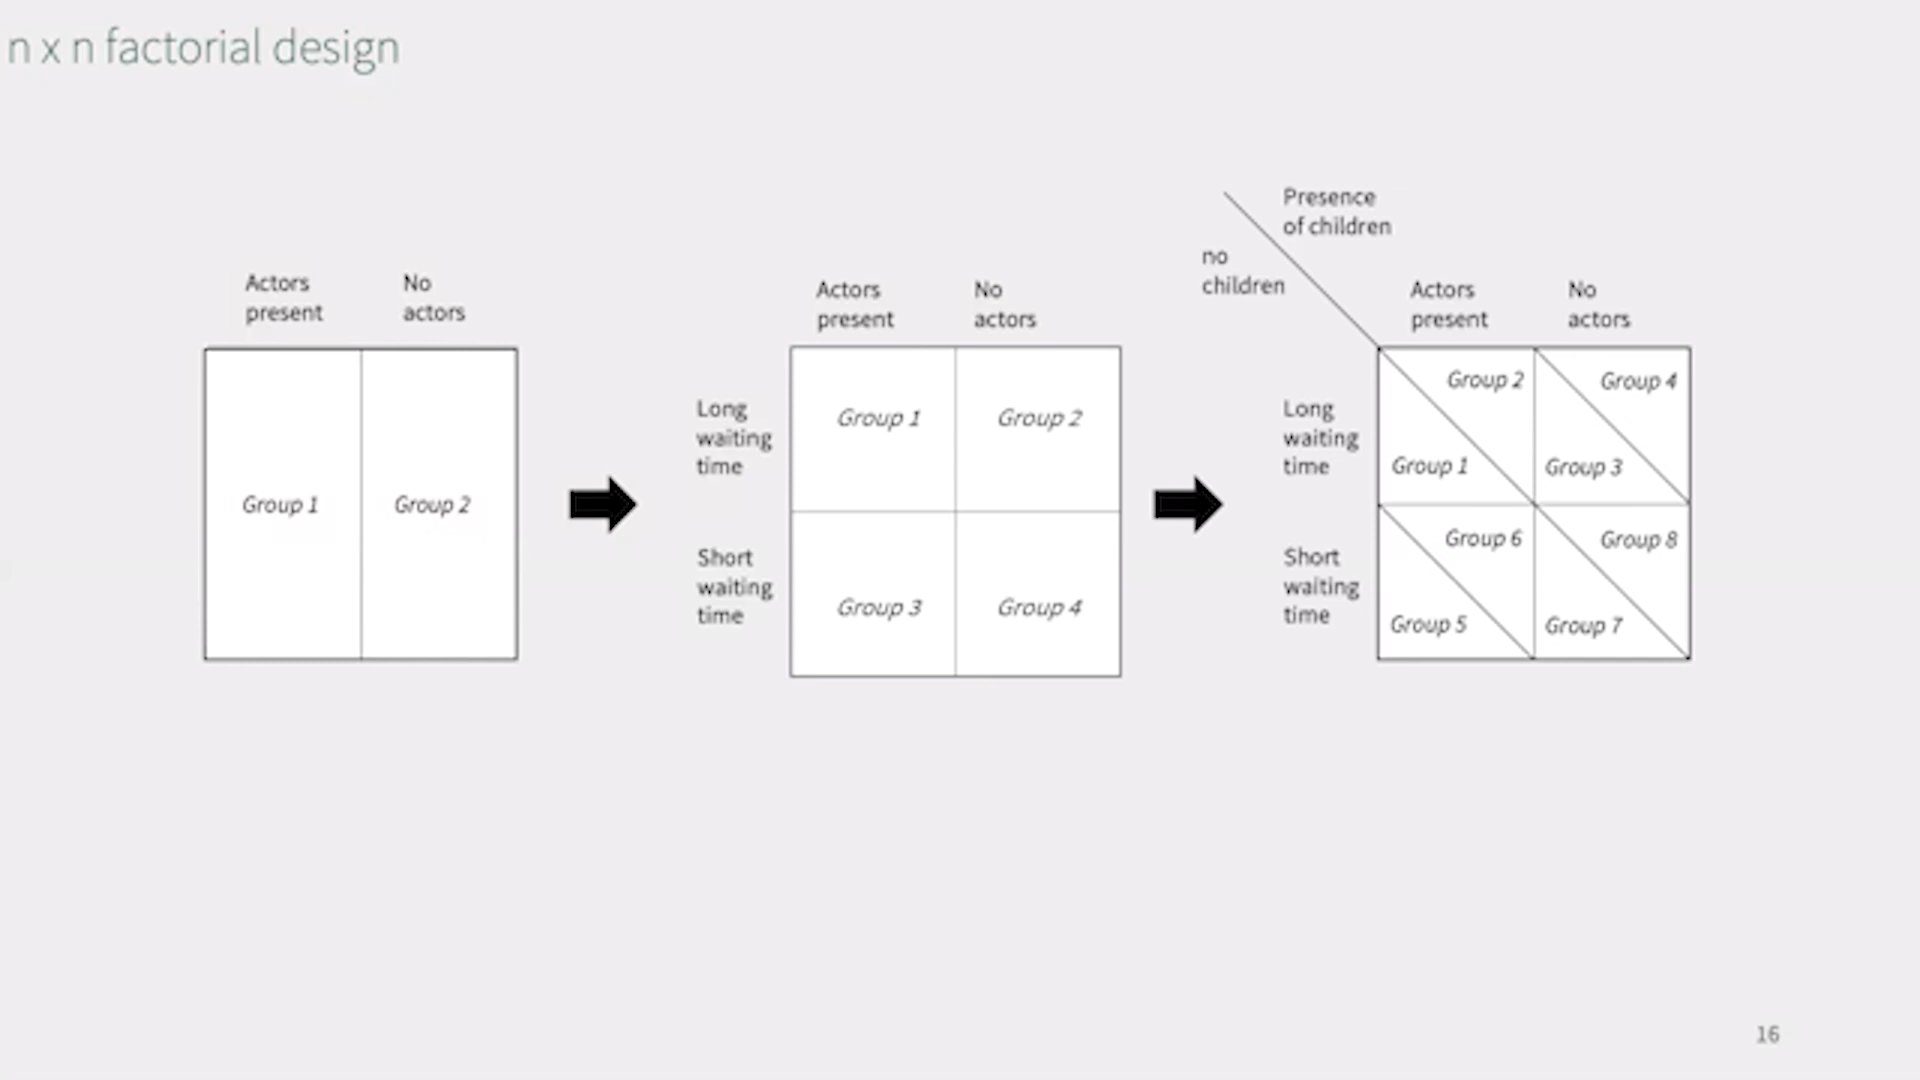 n x n factorial design
Actors
present
No
actors
Group 1
Group 2
Actors
present
No
actors
Long
waiting
time
Group 1
Group 2
Short
waiting
time
Group 3
Group 4
Presence
of children
no
children
Actors
present
No
actors
Long
waiting
time
Group 2
Group 4
Group 1
Group 3
Short
waiting
time
Group 6
Group 8
Group 5
Group 7
16